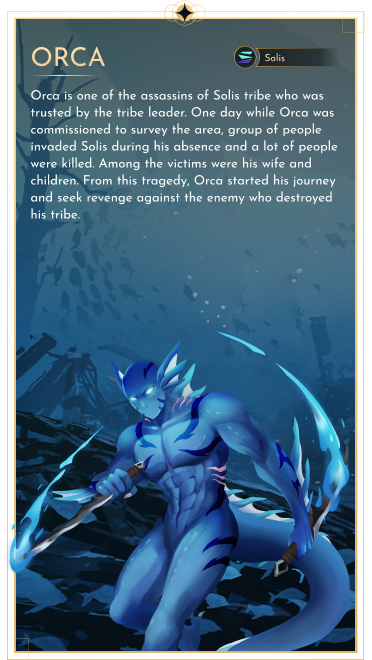 ORCA
Solis
Orca is one of the assassins of Solis tribe who was
trusted by the tribe leader. One day while Orca was
commissioned to survey the area, group of people
invaded Solis during his absence and a lot of people
were killed. Among the victims were his wife and
children. From this tragedy, Orca started his journey
and seek revenge against the enemy who destroyed
his tribe.